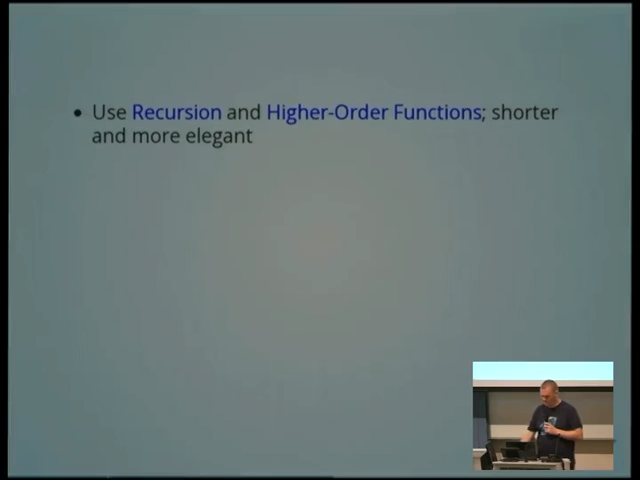 Use Recursion and Higher-Order Functions; shorter
and more elegant